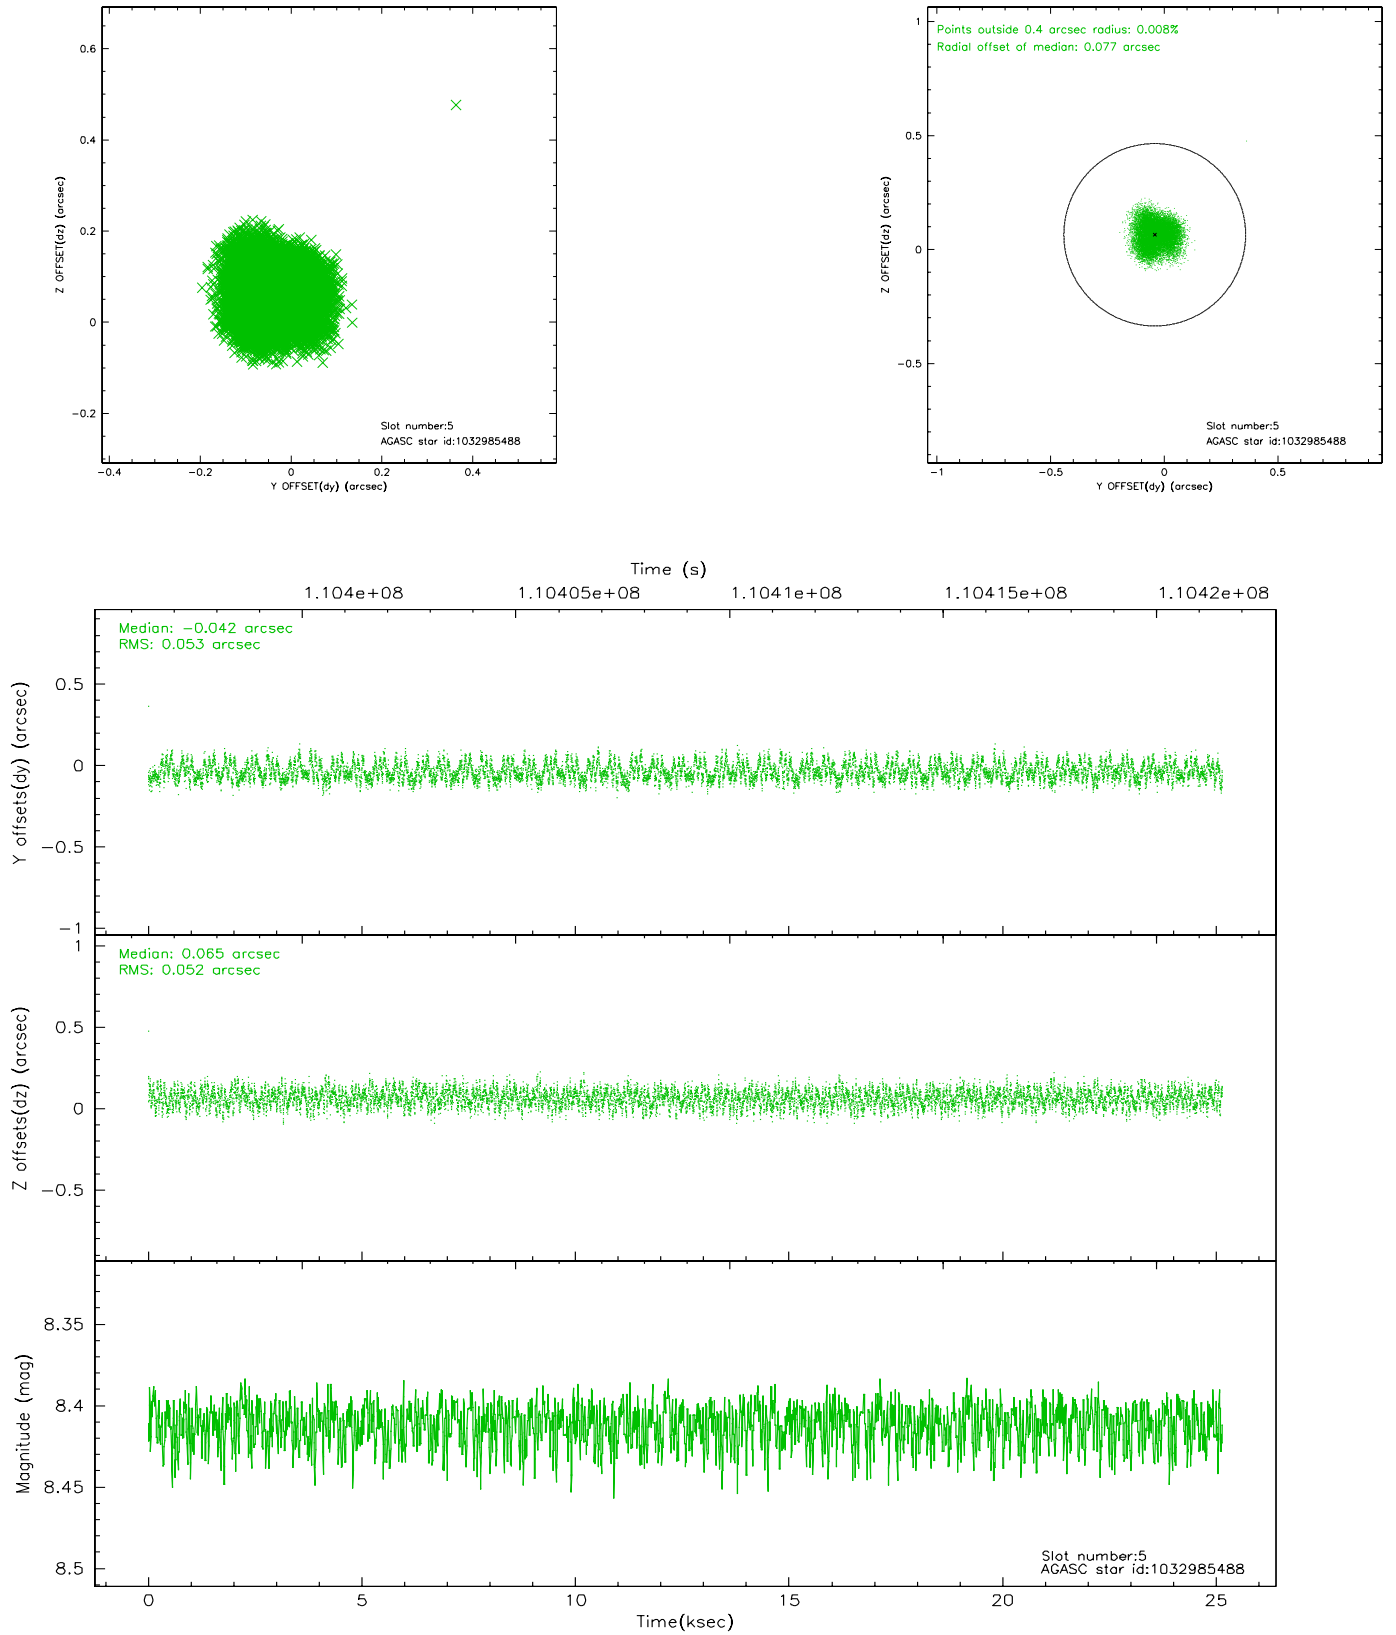 0.6
0.4
0.2
0
−0.2
Z OFFSET(dz) (arcsec)
−0.4
−0.2
0
0.2
0.4
Y OFFSET(dy) (arcsec)
Slot number:5
AGASC star id:1032985488
Points outside 0.4 arcsec radius: 0.008%
Radial offset of median: 0.077 arcsec
1
0.5
0
−0.5
Z OFFSET(dz) (arcsec)
−1
−0.5
0
0.5
Y OFFSET(dy) (arcsec)
Slot number:5
AGASC star id:1032985488
Time (s)
1.104e+08
1.10405e+08
1.1041e+08
1.10415e+08
1.1042e+08
Median: −0.042 arcsec
RMS: 0.053 arcsec
0.5
0
−0.5
−1
Y offsets(dy) (arcsec)
Median: 0.065 arcsec
RMS: 0.052 arcsec
1
0.5
0
−0.5
Z offsets(dz) (arcsec)
8.35
8.4
8.45
8.5
Magnitude (mag)
Slot number:5
AGASC star id:1032985488
0
5
10
15
20
25
Time(ksec)